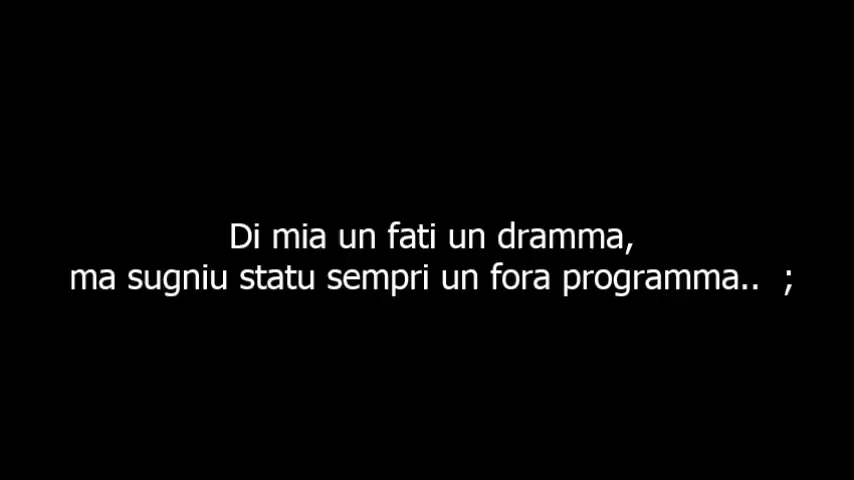 Di mia un fati un dramma,
ma sugniu statu sempri un fora programma..  ;